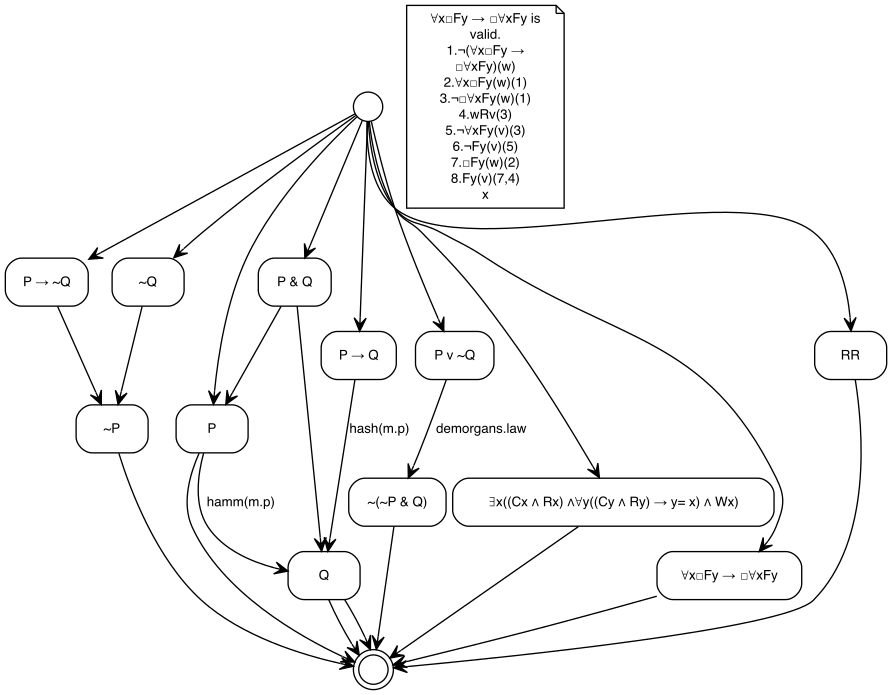 ∀x□Fy → □∀xFy is
valid.
1.¬(∀x□Fy →
□∀xFy)(w)
2.∀x□Fy(w)(1)
3.¬□∀xFy(w)(1)
4.wRv(3)
5.¬∀xFy(v)(3)
6.¬Fy(v)(5)
7.□Fy(w)(2)
8.Fy(v)(7,4)
x
P → ~Q
~Q
P & Q
P → Q
P v ~Q
RR
~P
P
hash(m.p)
demorgans.law
hamm(m.p)
~(~P & Q)
∃x((Cx ∧ Rx) ∧∀y((Cy ∧ Ry) → y= x) ∧ Wx)
Q
∀x□Fy → □∀xFy